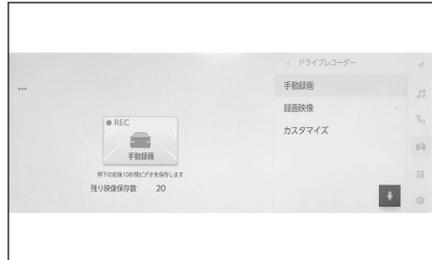 < ドライブレコーダー
手動録画
録画映像 >
カスタマイズ
REC
手動録画
押下の前後10秒間ビデオを保存します
残り映像保存数 20